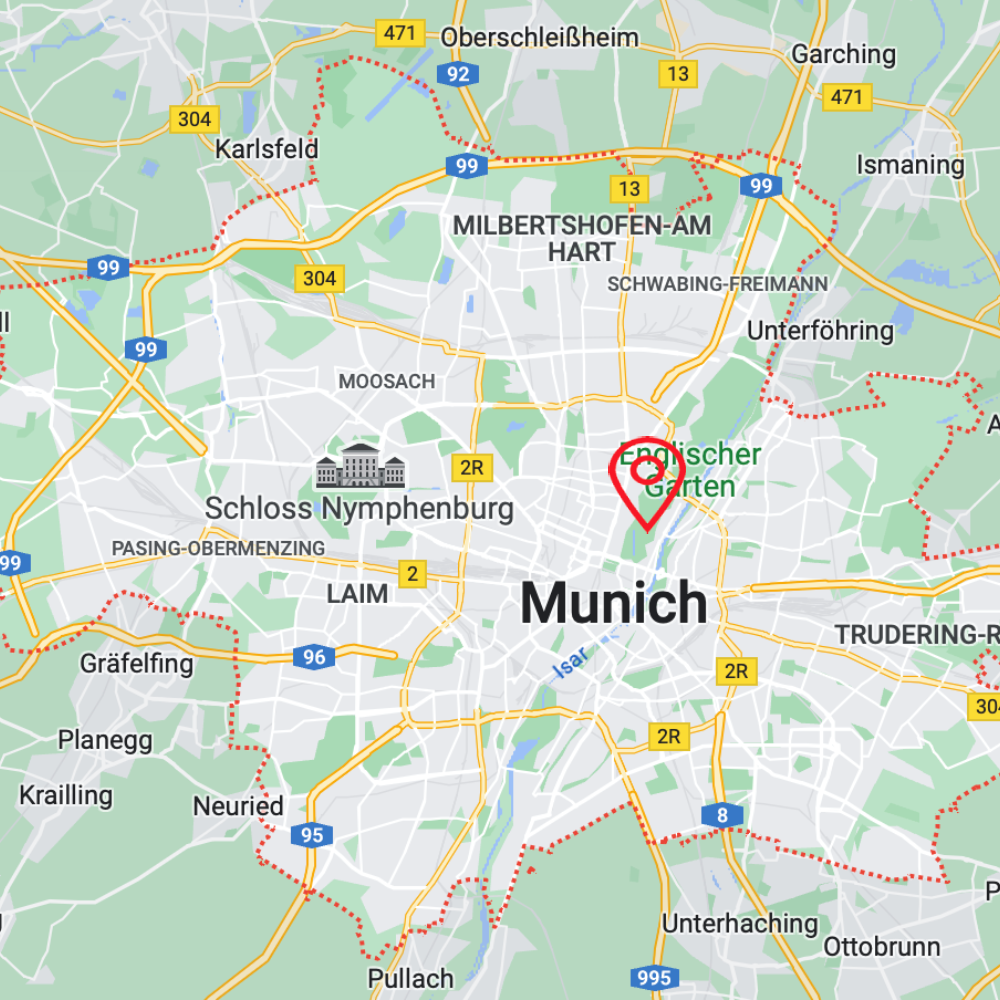 471
Oberschleißheim
Garching
92
13
471
304
Karlsfeld
99
Ismaning
13
99
MILBERTSHOFEN-AM
HART
99
304
SCHWABING-FREIMANN
Unterföhring
99
MOOSACH
Englischer
Garten
2R
Schloss Nymphenburg
PASING-OBERMENZING
99
2
LAIM
Munich
TRUDERING-R
96
Gräfelfing
Isar
2R
304
Planegg
2R
Krailling
Neuried
8
95
Unterhaching
Ottobrunn
Pullach
995